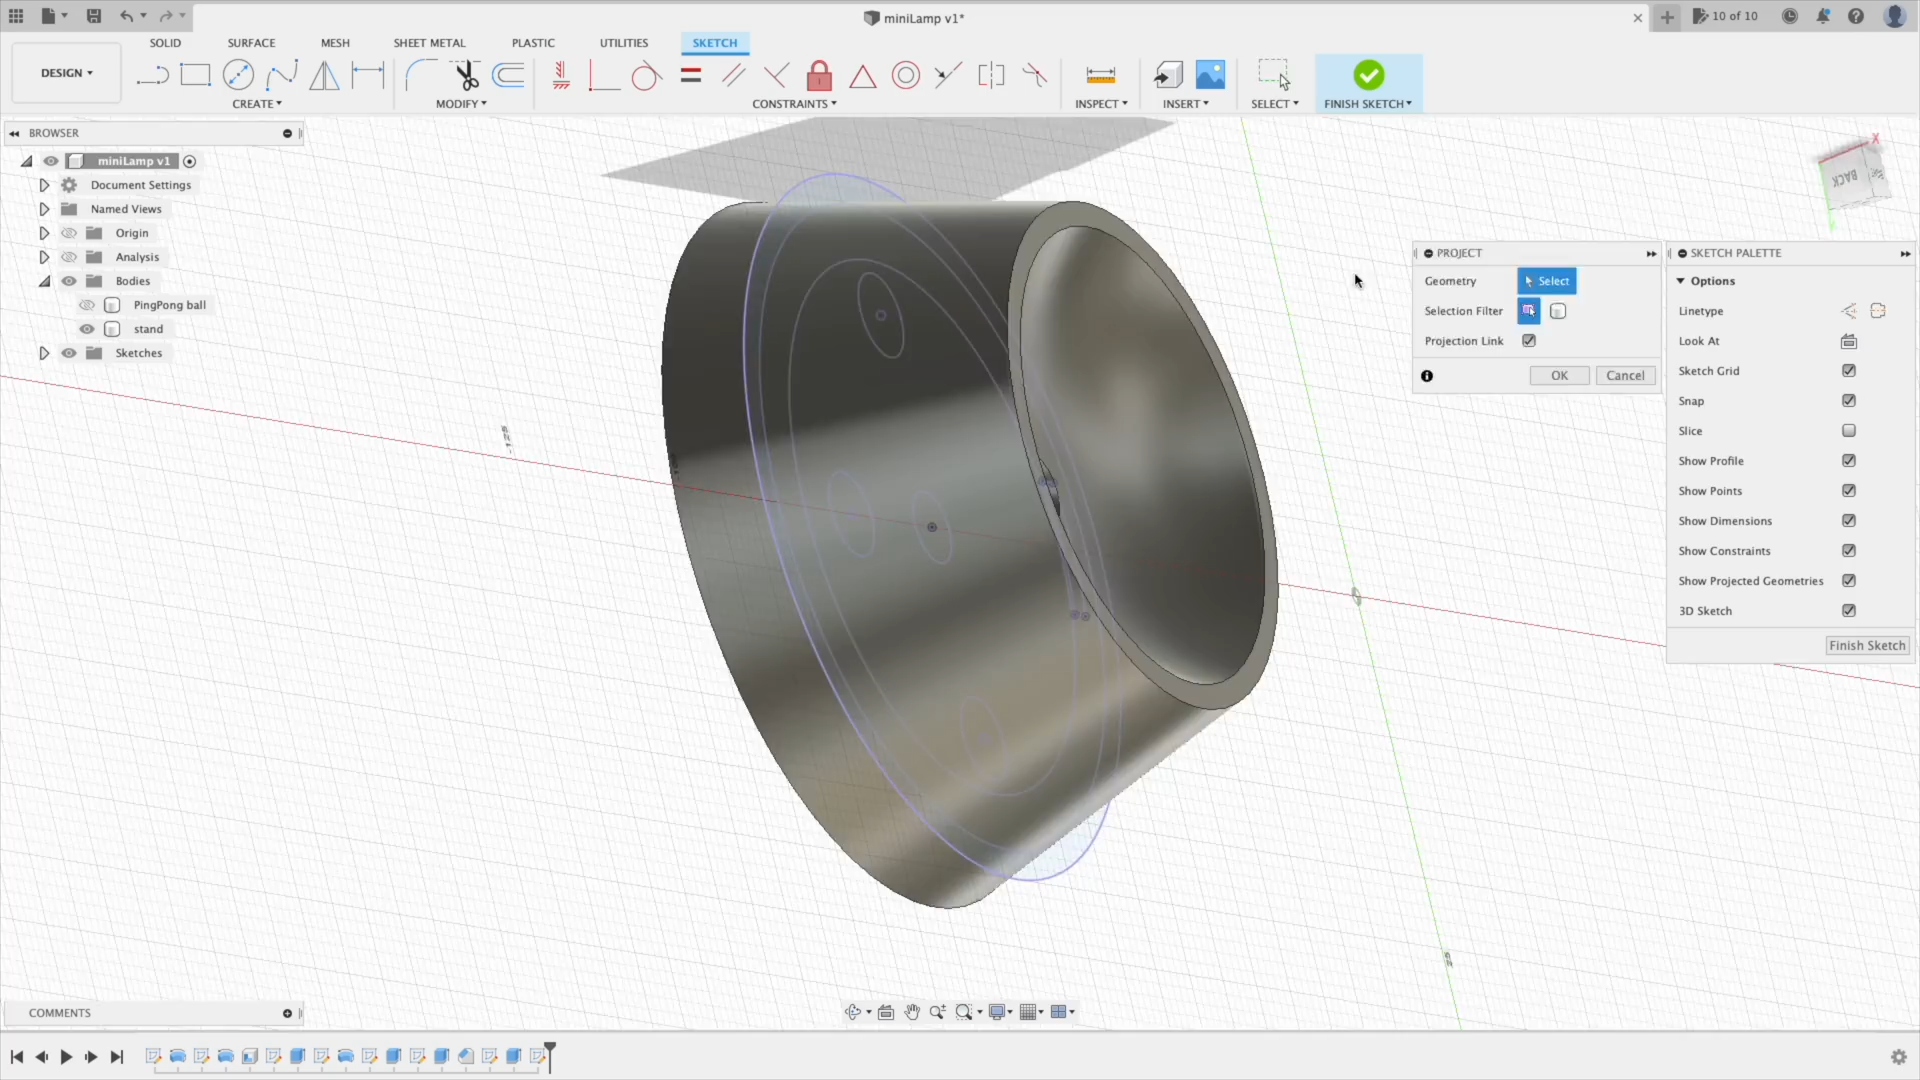 miniLamp v1*
10 of 10
SOLID SURFACE MESH SHEET METAL PLASTIC UTILITIES SKETCH
DESIGN
CREATE MODIFY CONSTRAINTS INSPECT INSERT SELECT FINISH SKETCH
BROWSER
miniLamp v1
Document Settings
Named Views
Origin
Analysis
Bodies
PingPong ball
stand
Sketches
BACK
PROJECT
Geometry Select
Selection Filter
Projection Link
OK Cancel
SKETCH PALETTE
Options
Linetype
Look At
Sketch Grid
Snap
Slice
Show Profile
Show Points
Show Dimensions
Show Constraints
Show Projected Geometries
3D Sketch
Finish Sketch
COMMENTS